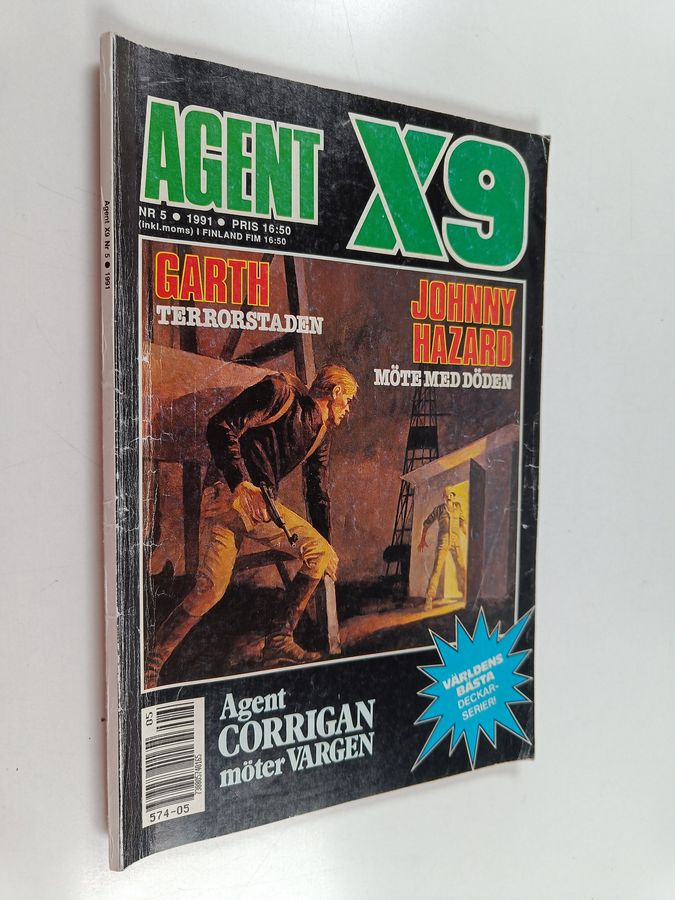 AGENT X9
NR 5 ● 1991 ● PRIS 16:50
(inkl.moms) I FINLAND FIM 16:50
GARTH
TERRORSTADEN
JOHNNY
HAZARD
MÖTE MED DÖDEN
VÄRLDENS
BÄSTA
DECKAR-
SERIER!
Agent
CORRIGAN
möter VARGEN
05
574-05
Agent X9 Nr 5 ● 1991